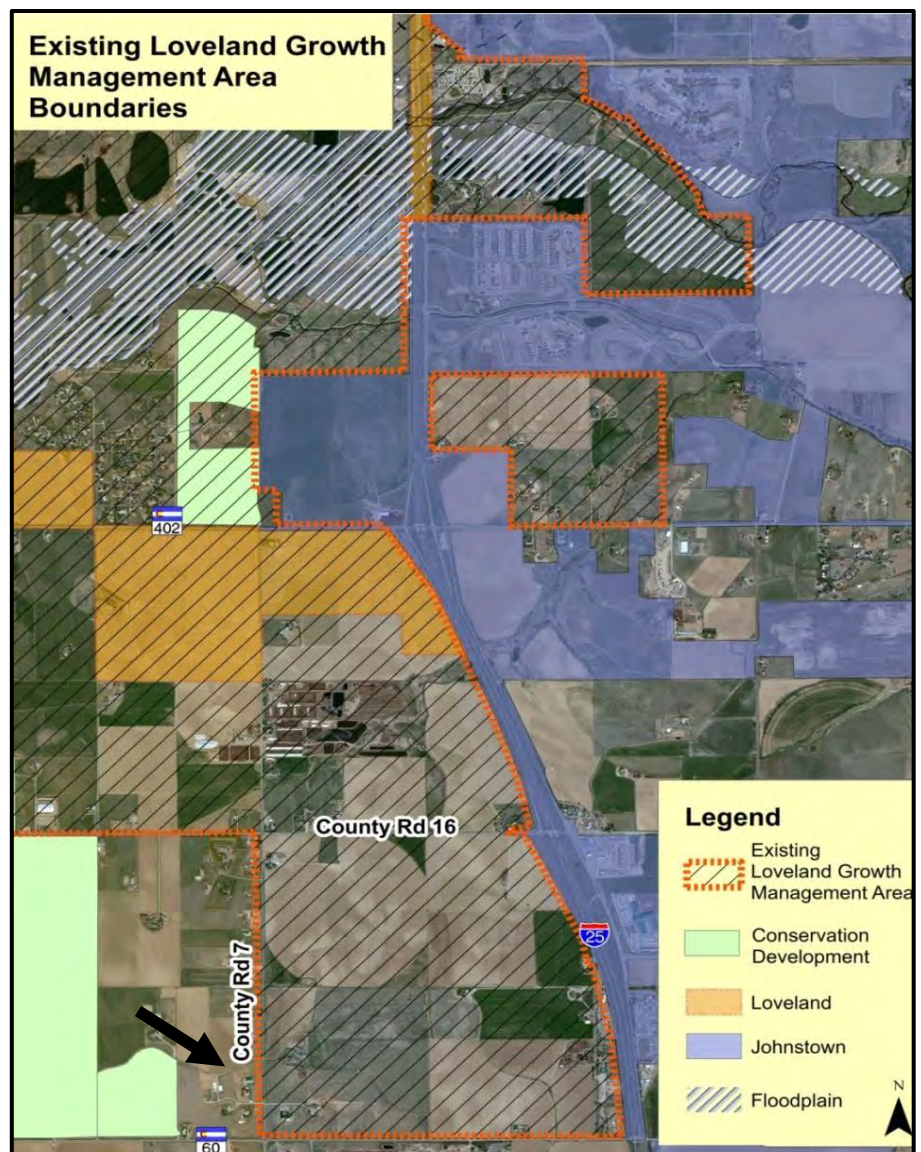 Existing Loveland Growth
Management Area
Boundaries
402
County Rd 16
County Rd 7
25
60
Legend
Existing
Loveland Growth
Management Area
Conservation
Development
Loveland
Johnstown
Floodplain
N